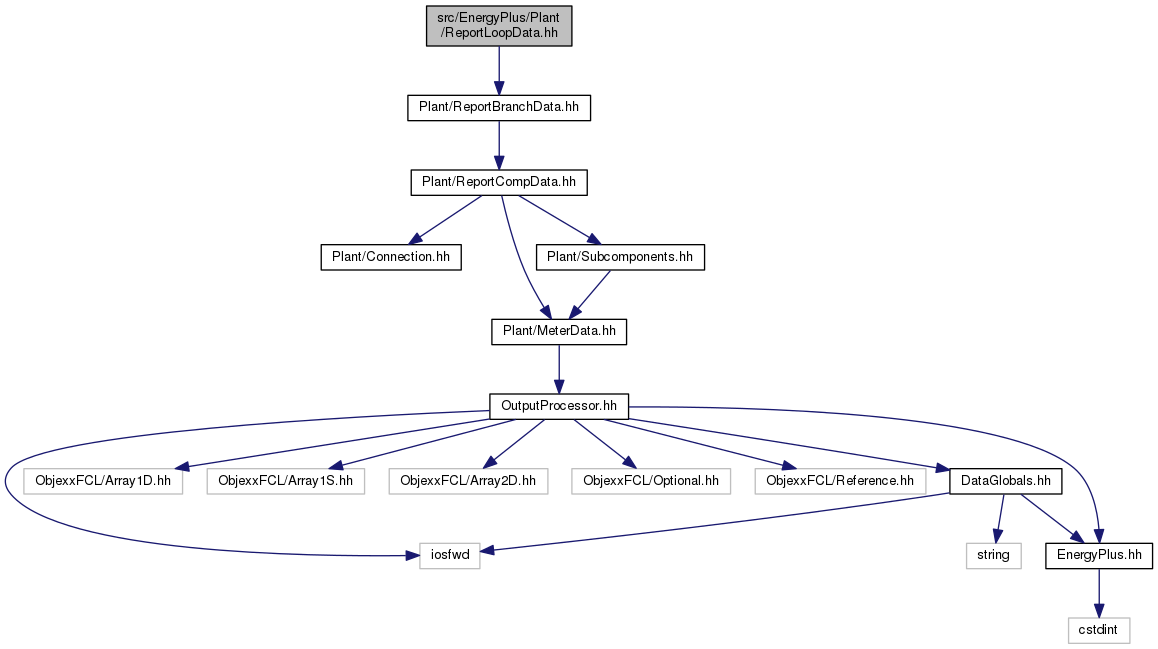 src/EnergyPlus/Plant
/ReportLoopData.hh
Plant/ReportBranchData.hh
Plant/ReportCompData.hh
Plant/Connection.hh
Plant/Subcomponents.hh
Plant/MeterData.hh
OutputProcessor.hh
ObjexxFCL/Array1D.hh
ObjexxFCL/Array1S.hh
ObjexxFCL/Array2D.hh
ObjexxFCL/Optional.hh
ObjexxFCL/Reference.hh
DataGlobals.hh
iosfwd
string
EnergyPlus.hh
cstdint